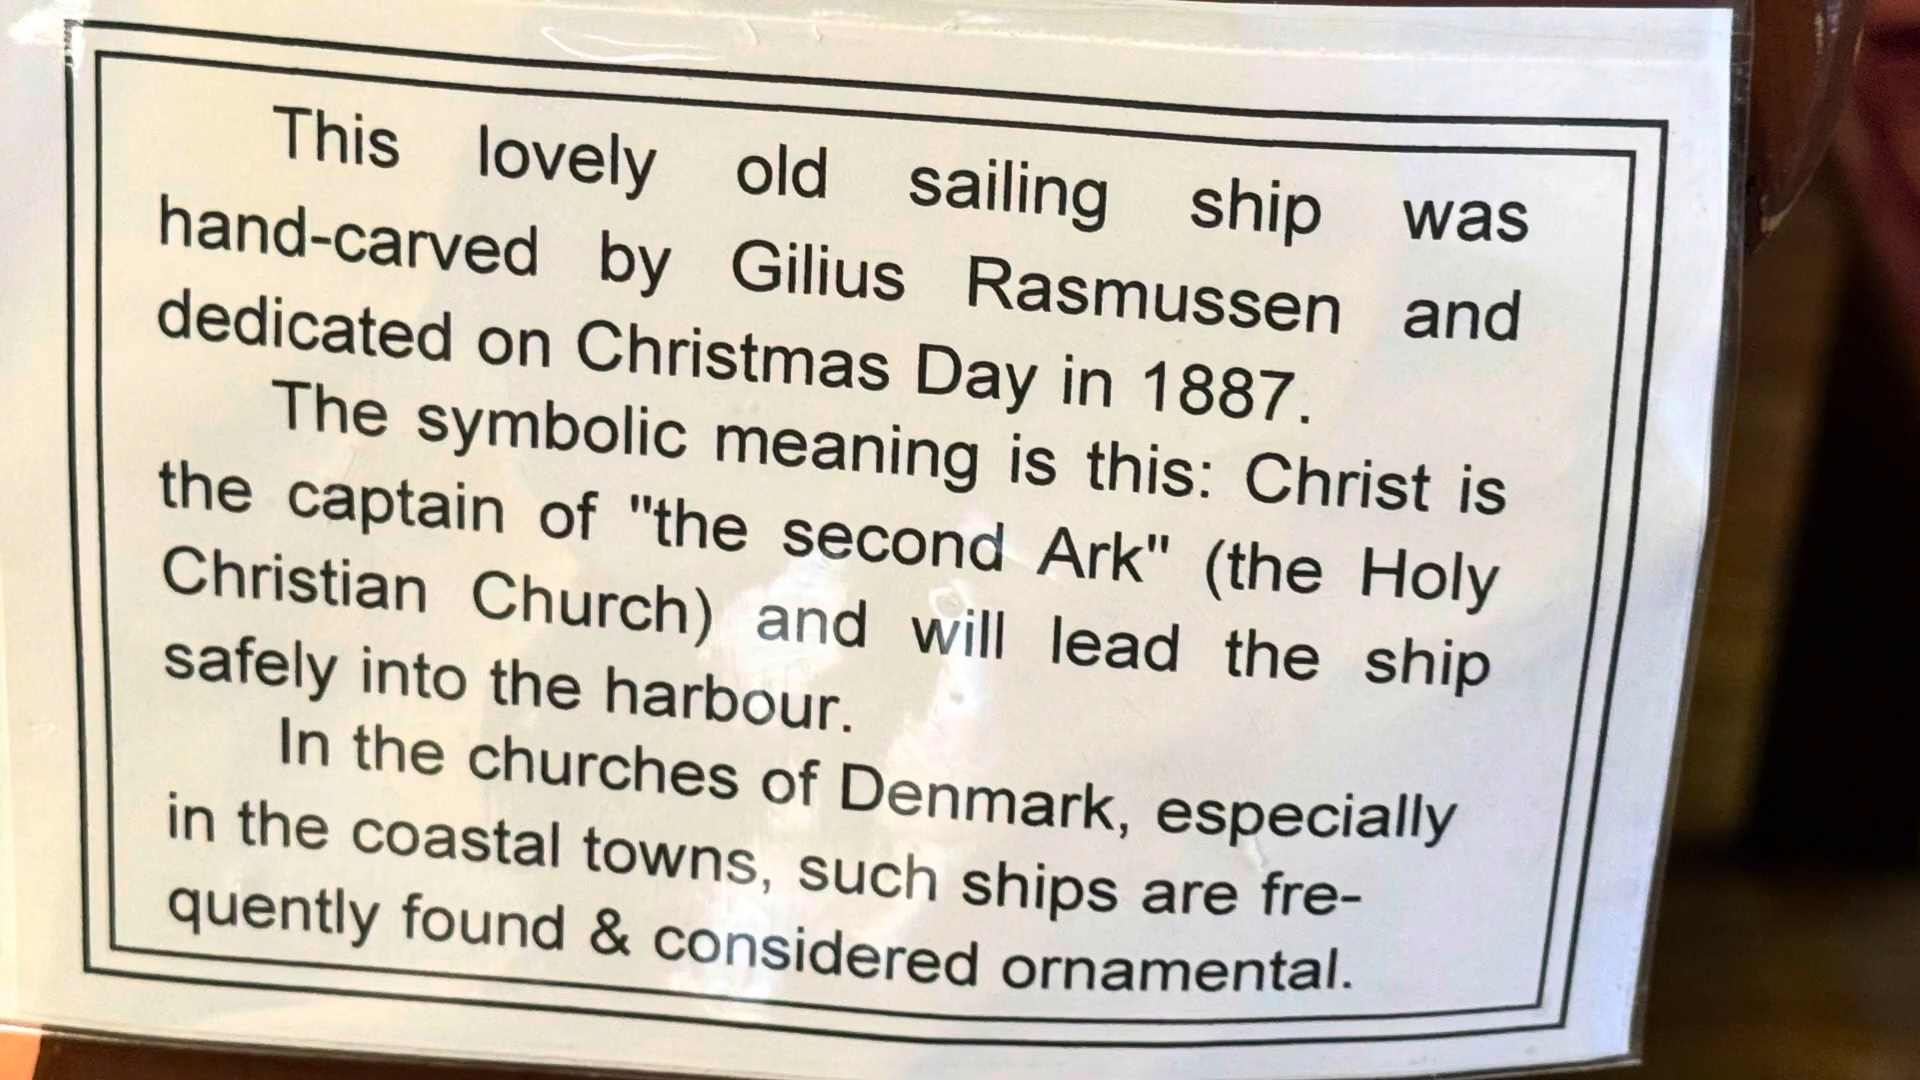 This lovely old sailing ship was
hand-carved by Gilius Rasmussen and
dedicated on Christmas Day in 1887.
The symbolic meaning is this: Christ is
the captain of "the second Ark" (the Holy
Christian Church) and will lead the ship
safely into the harbour.
In the churches of Denmark, especially
in the coastal towns, such ships are fre-
quently found & considered ornamental.